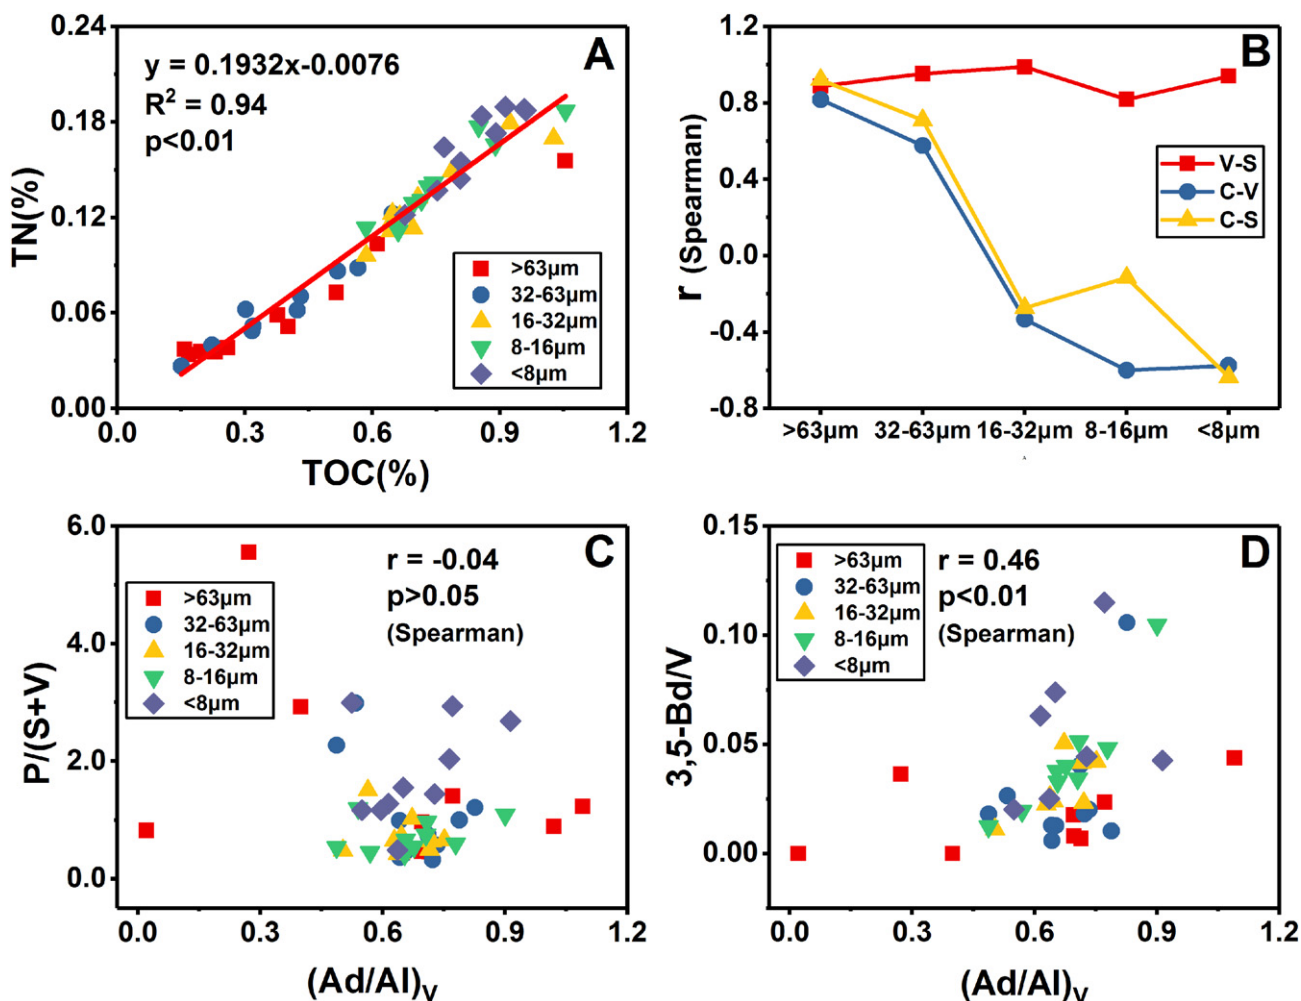 A
y = 0.1932x-0.0076
R² = 0.94
p<0.01
TN(%)
0.24
0.18
0.12
0.06
0.00
>63μm
32-63μm
16-32μm
8-16μm
<8μm
0.0 0.3 0.6 0.9 1.2
TOC(%)
B
r (Spearman)
1.2
0.8
0.4
0.0
-0.4
-0.8
V-S
C-V
C-S
>63μm 32-63μm 16-32μm 8-16μm <8μm
A
C
r = -0.04
p>0.05
(Spearman)
P/(S+V)
6.0
4.0
2.0
0.0
>63μm
32-63μm
16-32μm
8-16μm
<8μm
0.0 0.3 0.6 0.9 1.2
(Ad/Al)V
D
r = 0.46
p<0.01
(Spearman)
3,5-Bd/V
0.15
0.10
0.05
0.00
>63μm
32-63μm
16-32μm
8-16μm
<8μm
0.0 0.3 0.6 0.9 1.2
(Ad/Al)V